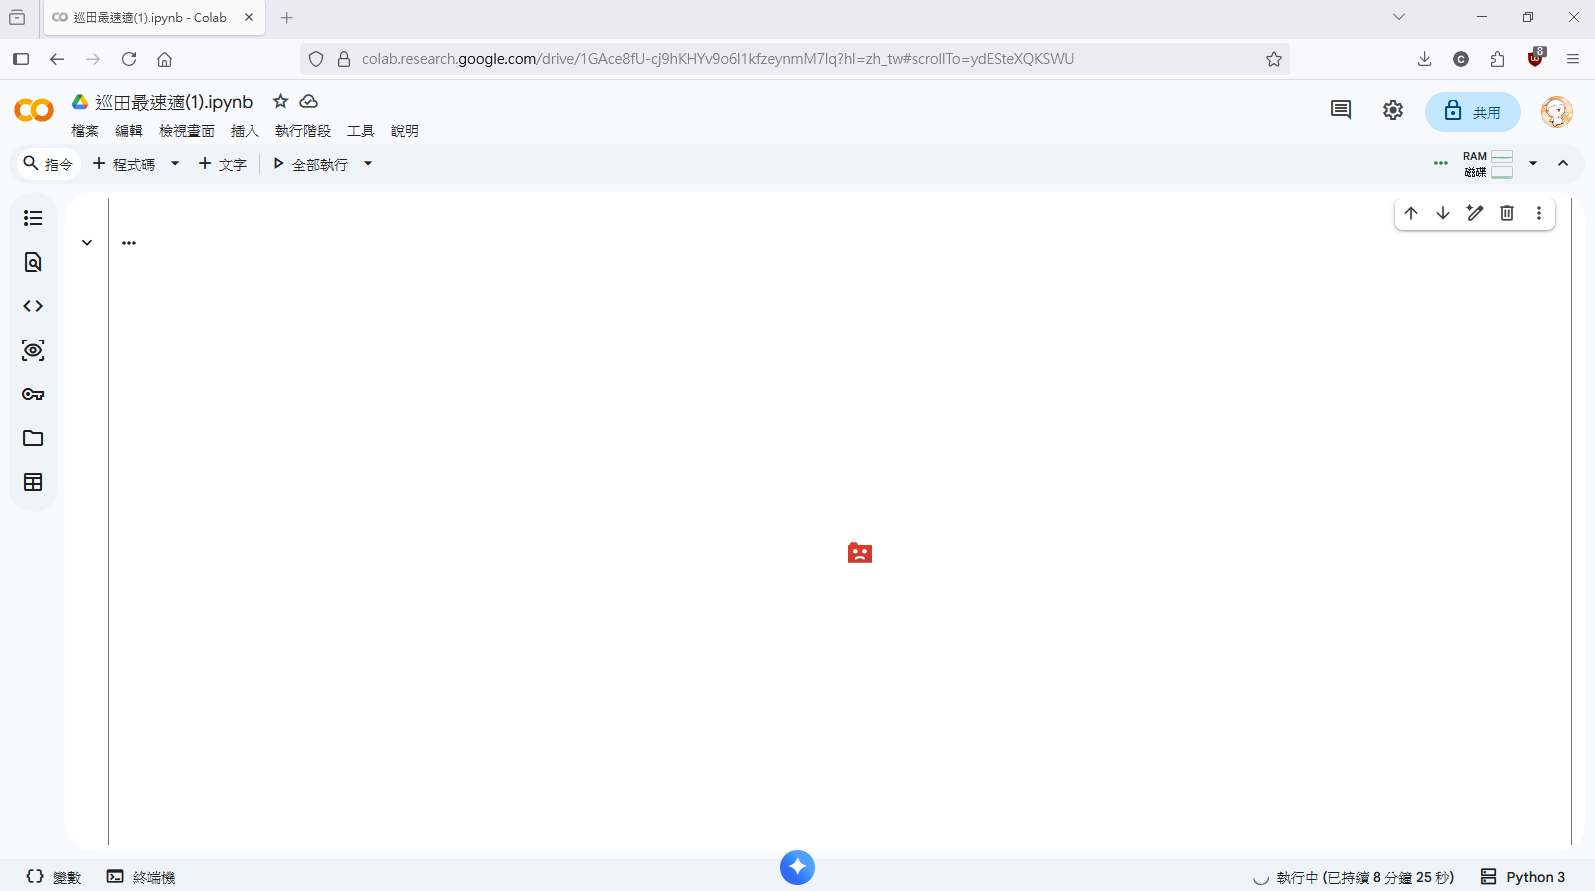 巡田最速適(1).ipynb - Colab
colab.research.google.com/drive/1GAce8fU-cj9hKHYv9o6I1kfzeynmM7Iq?hl=zh_tw#scrollTo=ydESteXQKSWU
C
8
巡田最速適(1).ipynb
檔案 編輯 檢視畫面 插入 執行階段 工具 說明
共用
指令 程式碼 文字 全部執行
RAM
磁碟
變數 終端機
執行中 (已持續 8 分鐘 25 秒) Python 3